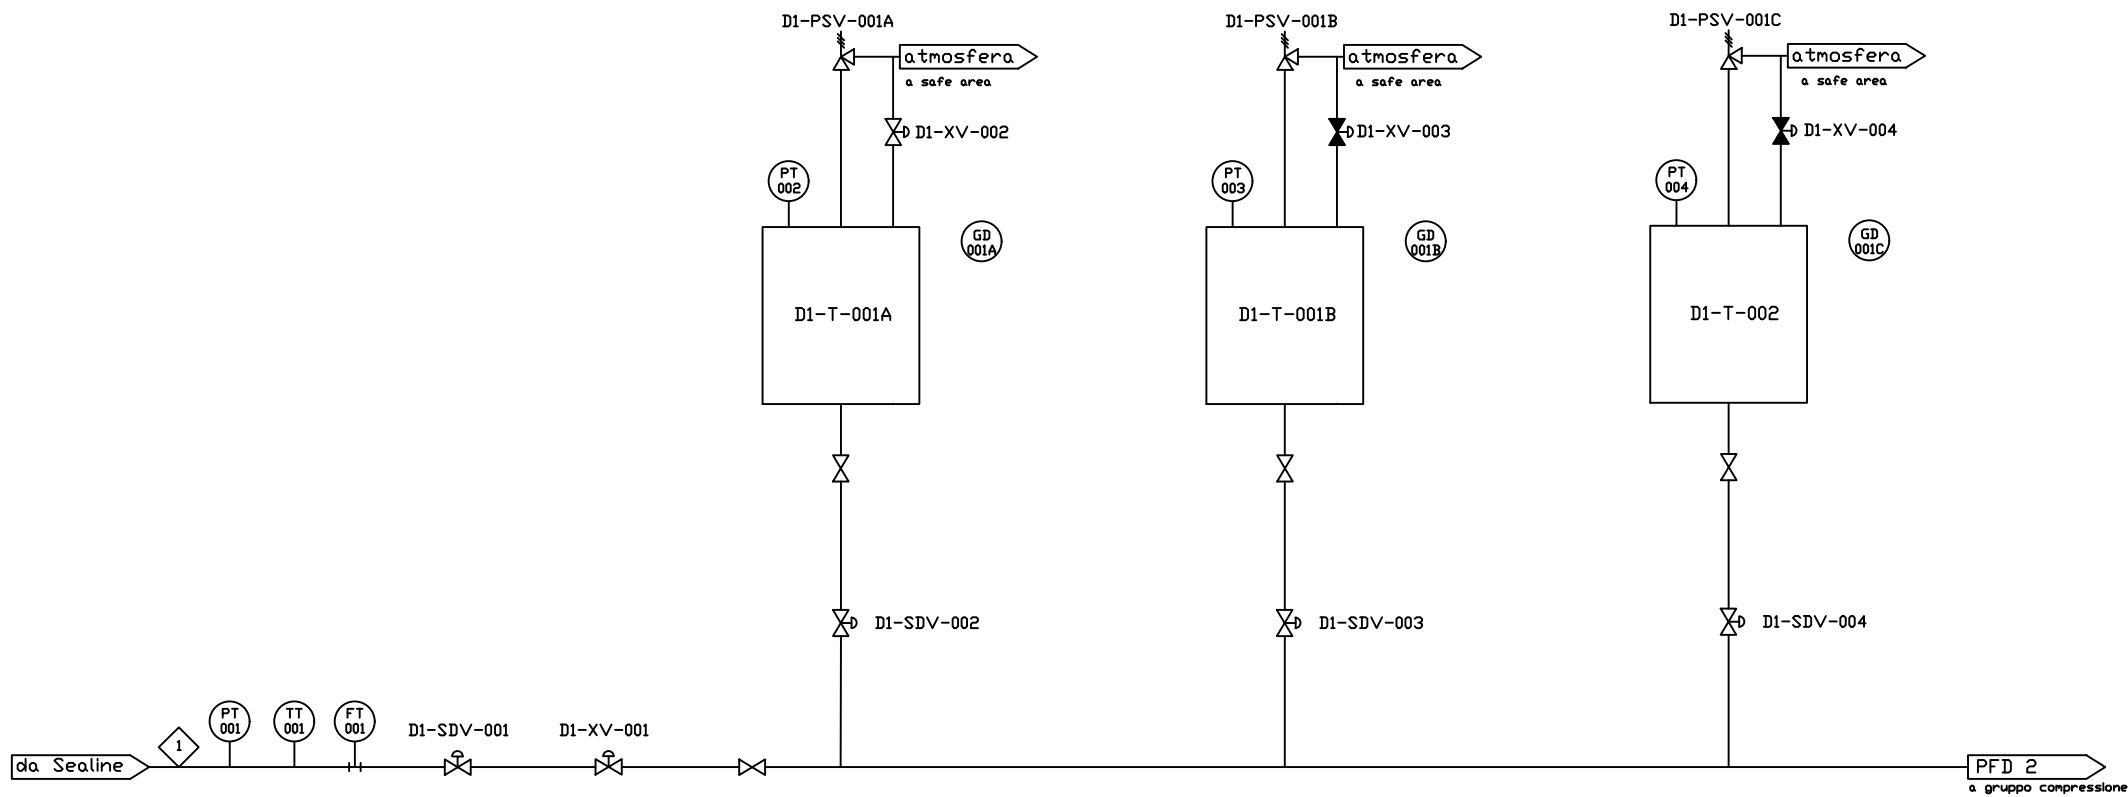 D1-PSV-001A
D1-PSV-001B
D1-PSV-001C
atmosfera
atmosfera
atmosfera
a safe area
a safe area
a safe area
D1-XV-002
D1-XV-003
D1-XV-004
PT
002
PT
003
PT
004
GD
001A
GD
001B
GD
001C
D1-T-001A
D1-T-001B
D1-T-002
D1-SDV-002
D1-SDV-003
D1-SDV-004
PT
001
TT
001
FT
001
D1-SDV-001
D1-XV-001
1
da Sealine
PFD 2
a gruppo compressione